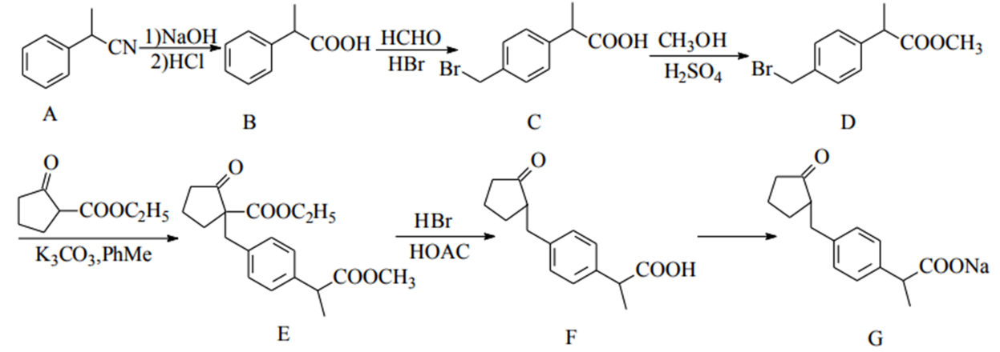 CN
1)NaOH
2)HCl
COOH
HCHO
HBr
Br
COOH
CH₃OH
H₂SO₄
Br
COOCH₃
A
B
C
D
O
COOC₂H₅
K₃CO₃,PhMe
O
COOC₂H₅
COOCH₃
HBr
HOAC
O
COOH
O
COONa
E
F
G